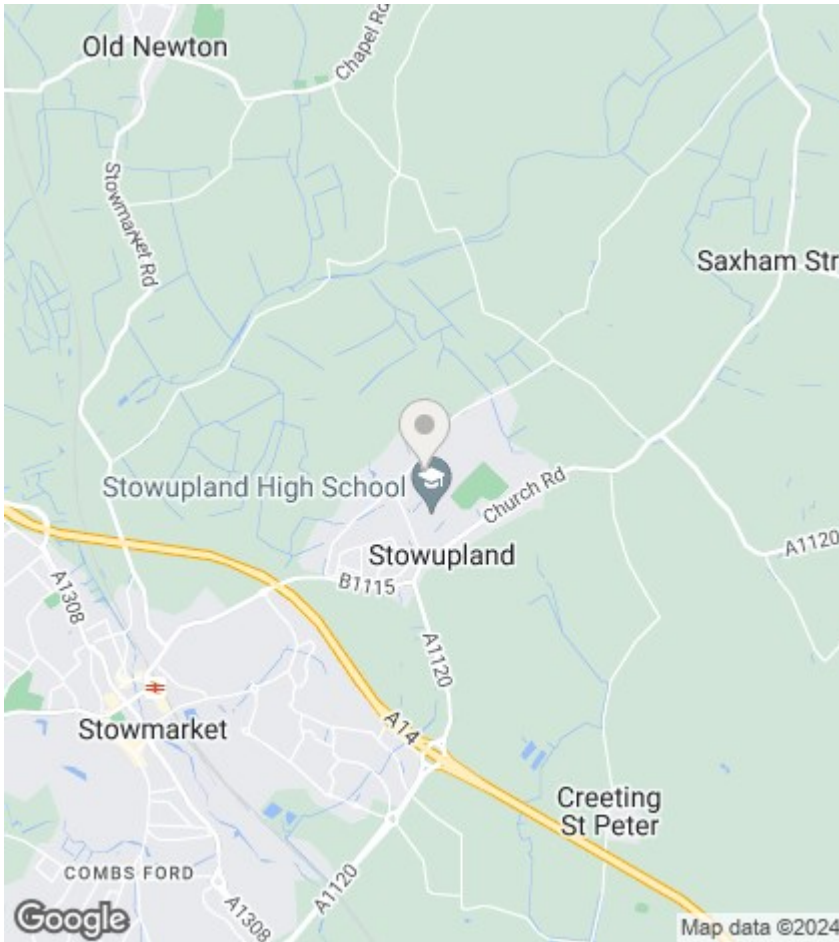 Old Newton
Chapel Rd
Stowmarket Rd
Saxham Str
Stowupland High School
Church Rd
Stowupland
A1120
B1115
A1308
A1120
Stowmarket
A14
Creeting
St Peter
COMBS FORD
A1120
A1308
Google
Map data ©2024